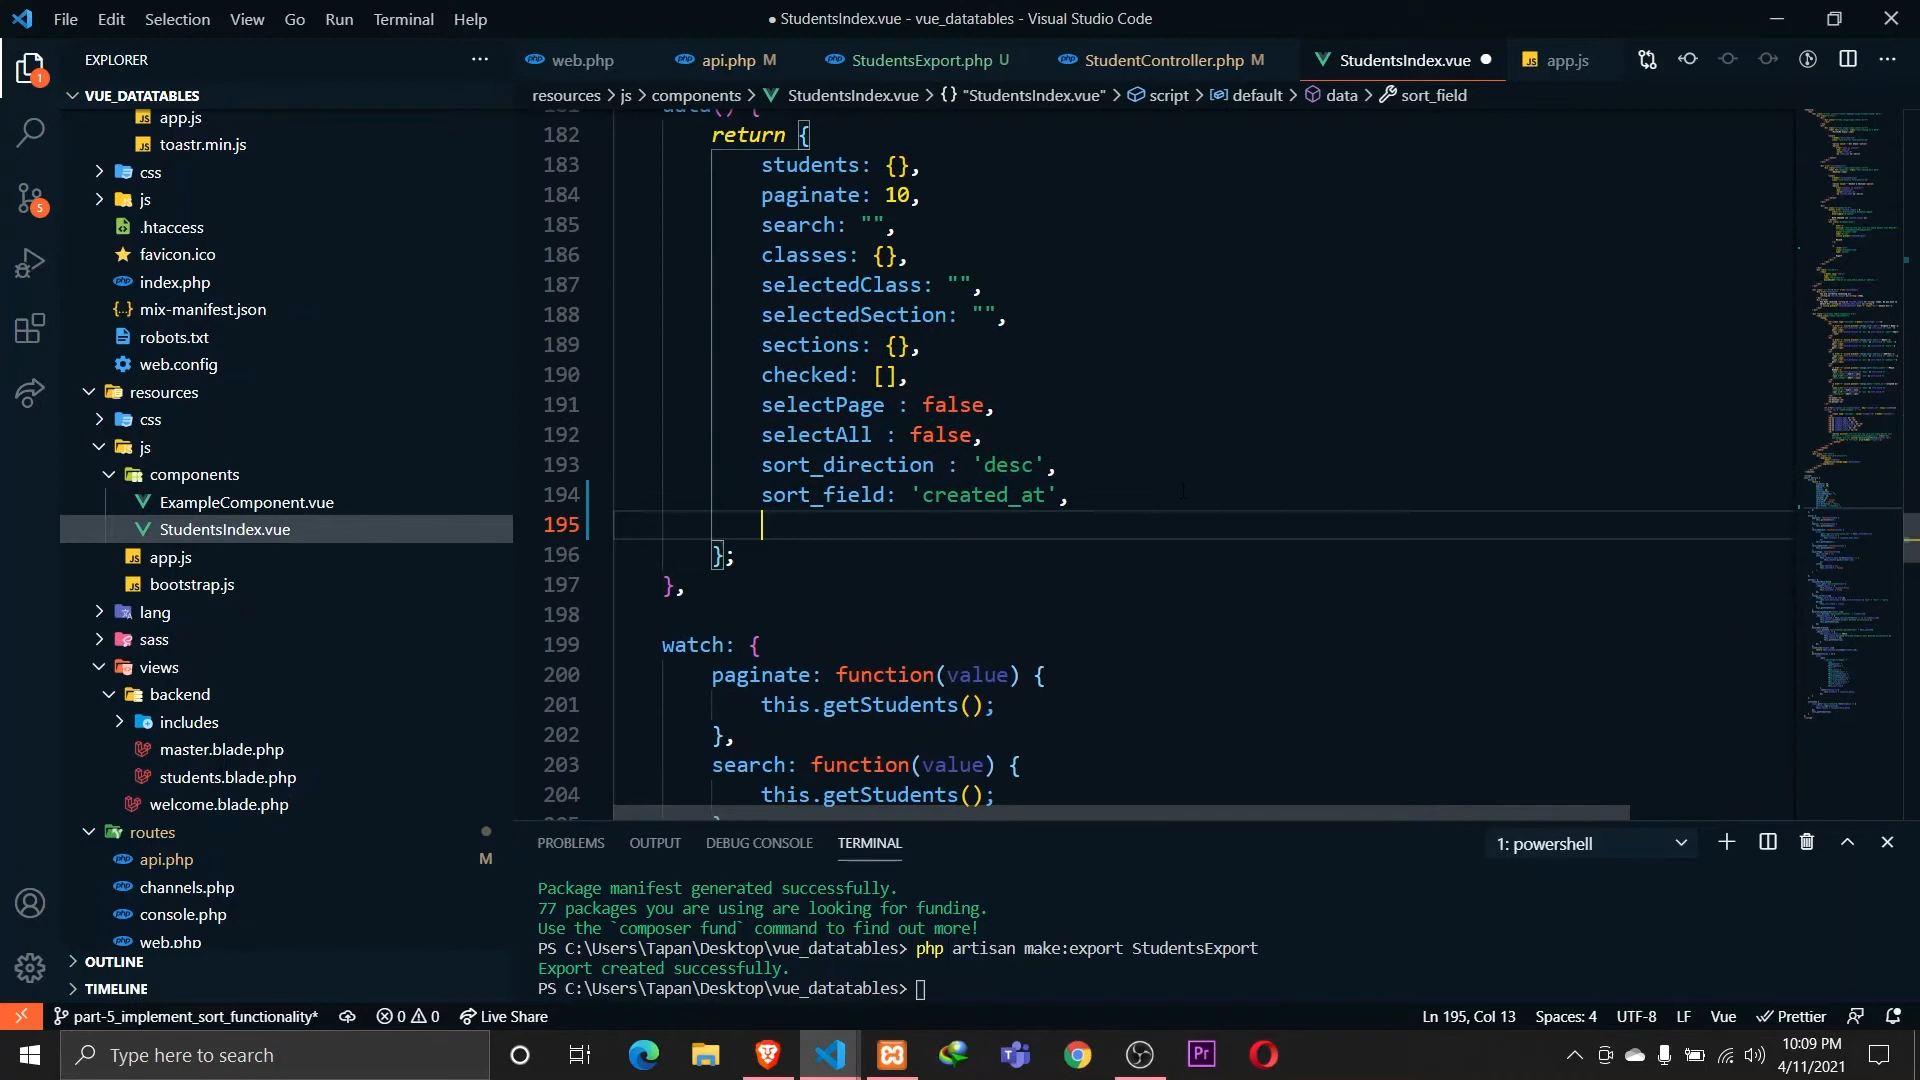 File Edit Selection View Go Run Terminal Help
● StudentsIndex.vue - vue_datatables - Visual Studio Code
EXPLORER
VUE_DATATABLES
app.js
toastr.min.js
css
js
.htaccess
favicon.ico
index.php
mix-manifest.json
robots.txt
web.config
resources
css
js
components
ExampleComponent.vue
StudentsIndex.vue
app.js
bootstrap.js
lang
sass
views
backend
includes
master.blade.php
students.blade.php
welcome.blade.php
routes
api.php M
channels.php
console.php
web.php
OUTLINE
TIMELINE
1
5
web.php api.php M StudentsExport.php U StudentController.php M StudentsIndex.vue ● app.js
resources > js > components > StudentsIndex.vue > {} "StudentsIndex.vue" > script > default > data > sort_field
data() {
182 return {
183 students: {},
184 paginate: 10,
185 search: "",
186 classes: {},
187 selectedClass: "",
188 selectedSection: "",
189 sections: {},
190 checked: [],
191 selectPage : false,
192 selectAll : false,
193 sort_direction : 'desc',
194 sort_field: 'created_at',
195
196 };
197 },
198
199 watch: {
200 paginate: function(value) {
201 this.getStudents();
202 },
203 search: function(value) {
204 this.getStudents();
PROBLEMS OUTPUT DEBUG CONSOLE TERMINAL
1: powershell
Package manifest generated successfully.
77 packages you are using are looking for funding.
Use the `composer fund` command to find out more!
PS C:\Users\Tapan\Desktop\vue_datatables> php artisan make:export StudentsExport
Export created successfully.
PS C:\Users\Tapan\Desktop\vue_datatables>
part-5_implement_sort_functionality* 0 0 Live Share
Ln 195, Col 13 Spaces: 4 UTF-8 LF Vue Prettier
Type here to search
Pr
10:09 PM
4/11/2021